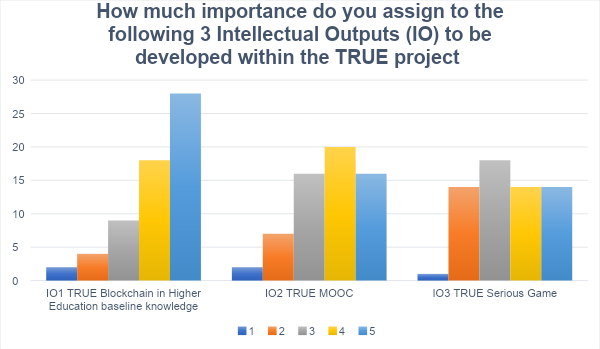 How much importance do you assign to the
following 3 Intellectual Outputs (IO) to be
developed within the TRUE project
30
25
20
15
10
5
0
IO1 TRUE Blockchain in Higher
Education baseline knowledge
IO2 TRUE MOOC
IO3 TRUE Serious Game
1 2 3 4 5